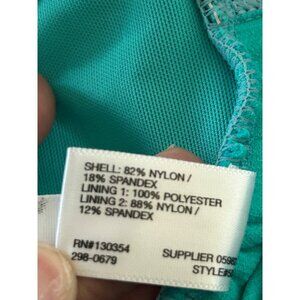 SHELL: 82% NYLON /
18% SPANDEX
LINING 1: 100% POLYESTER
LINING 2: 88% NYLON /
12% SPANDEX
RN#130354
298-0679
SUPPLIER